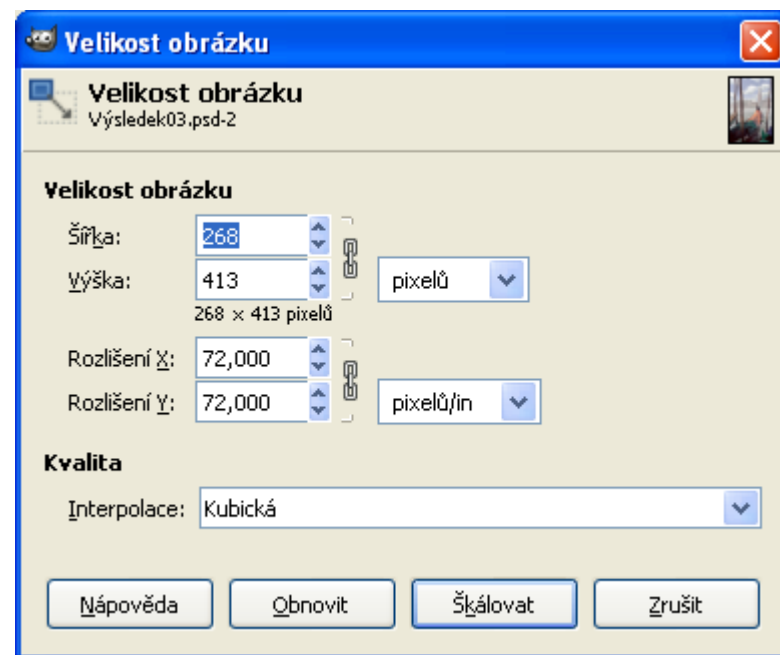 Velikost obrázku
Velikost obrázku
Výsledek03.psd-2
Velikost obrázku
Šířka: 268
Výška: 413 pixelů
268 × 413 pixelů
Rozlišení X: 72,000
Rozlišení Y: 72,000 pixelů/in
Kvalita
Interpolace: Kubická
Nápověda Obnovit Škálovat Zrušit